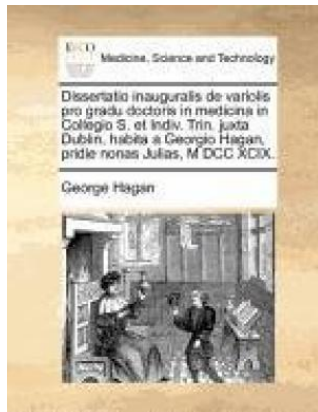 ECCO
Medicine, Science and Technology
Dissertatio inauguralis de variolis
pro gradu doctoris in medicina in
Collegio S. et Indiv. Trin. juxta
Dublin, habita a Georgio Hagan,
pridie nonas Julias, M DCC XCIX.
George Hagan